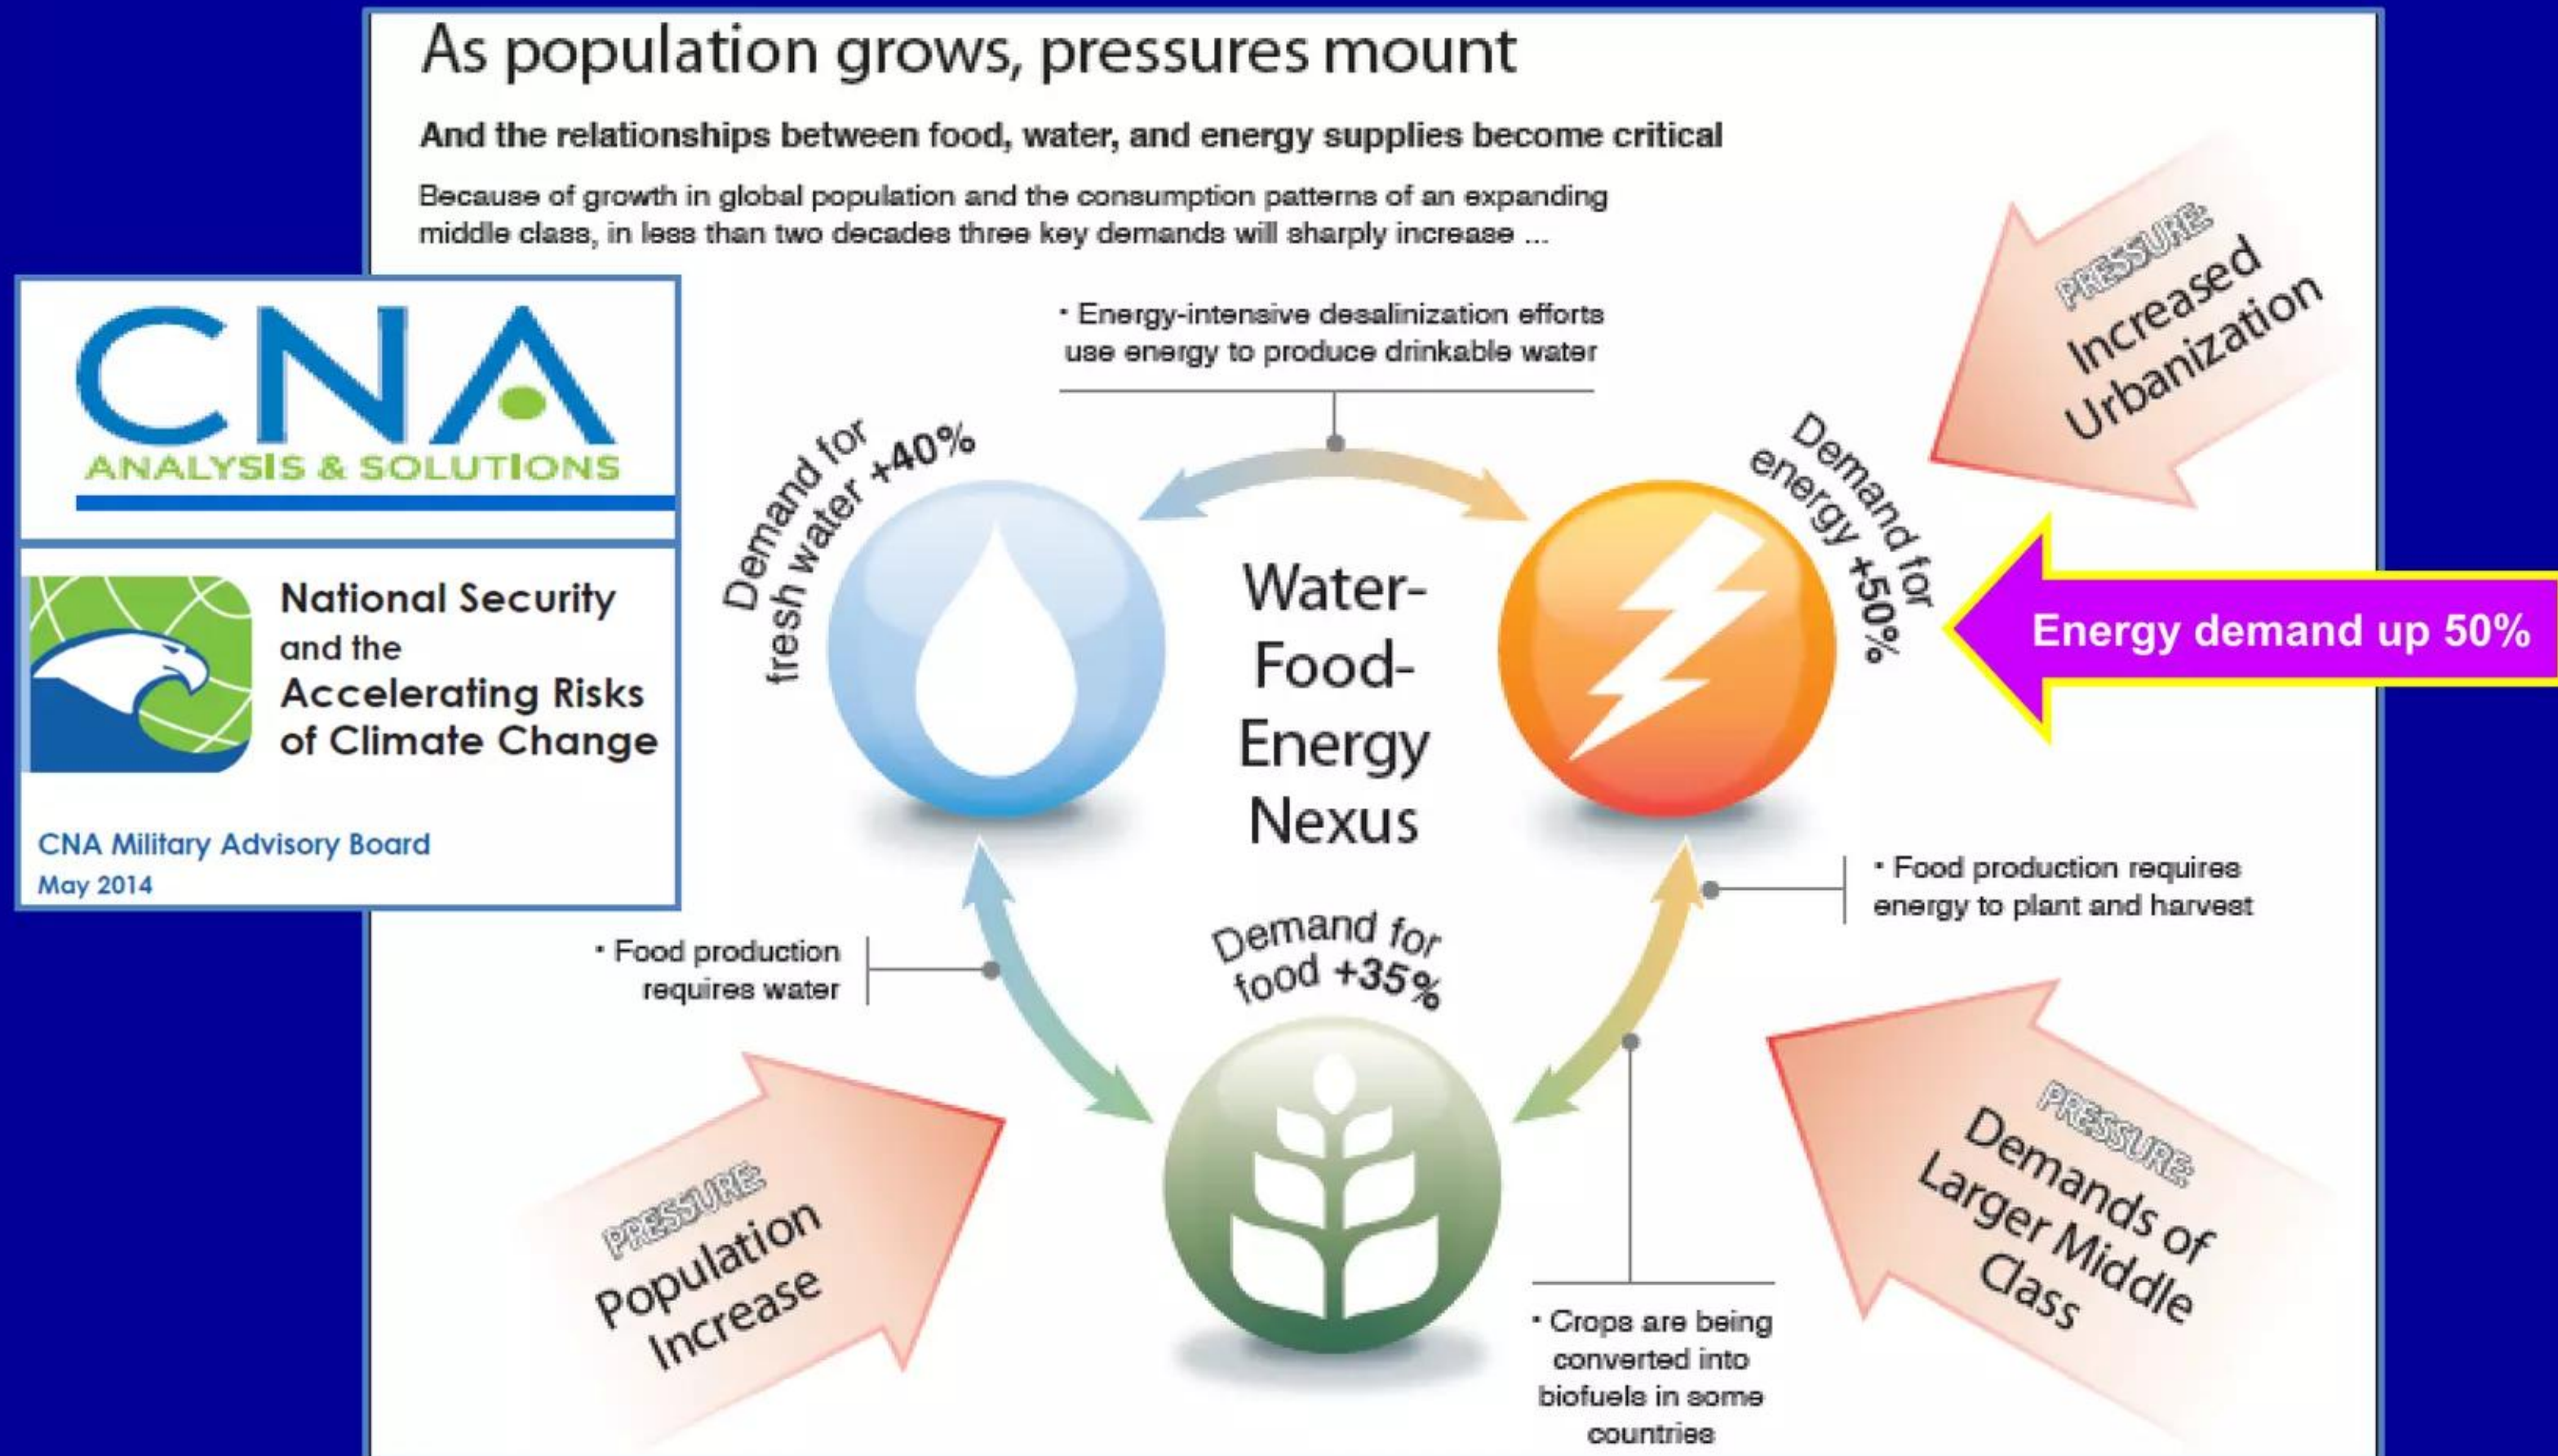 As population grows, pressures mount
And the relationships between food, water, and energy supplies become critical
Because of growth in global population and the consumption patterns of an expanding
middle class, in less than two decades three key demands will sharply increase ...
CNA
ANALYSIS & SOLUTIONS
National Security
and the
Accelerating Risks
of Climate Change
CNA Military Advisory Board
May 2014
• Energy-intensive desalinization efforts
use energy to produce drinkable water
PRESSURE:
Increased
Urbanization
Demand for
fresh water +40%
Demand for
energy +50%
Energy demand up 50%
Water-
Food-
Energy
Nexus
• Food production requires
energy to plant and harvest
• Food production
requires water
Demand for
food +35%
PRESSURE:
Population
Increase
PRESSURE:
Demands of
Larger Middle
Class
• Crops are being
converted into
biofuels in some
countries